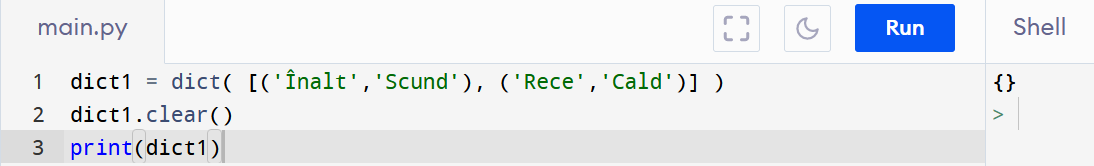 main.py Run Shell
1 dict1 = dict( [('Înalt','Scund'), ('Rece','Cald')] ) {}
2 dict1.clear() >
3 print(dict1)